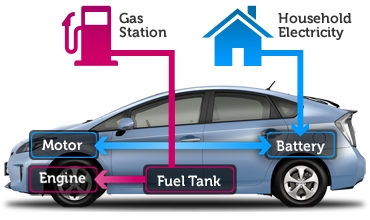 Gas
Station
Household
Electricity
Motor
Battery
Engine
Fuel Tank